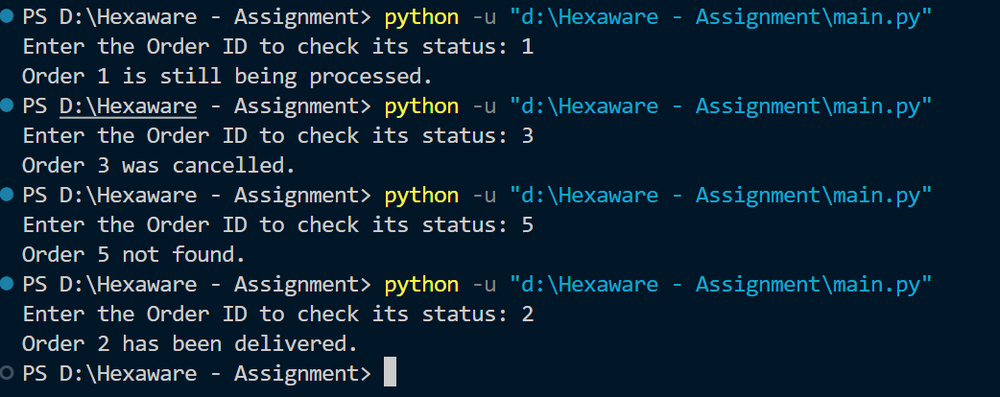 PS D:\Hexaware - Assignment> python -u "d:\Hexaware - Assignment\main.py"
Enter the Order ID to check its status: 1
Order 1 is still being processed.
PS D:\Hexaware - Assignment> python -u "d:\Hexaware - Assignment\main.py"
Enter the Order ID to check its status: 3
Order 3 was cancelled.
PS D:\Hexaware - Assignment> python -u "d:\Hexaware - Assignment\main.py"
Enter the Order ID to check its status: 5
Order 5 not found.
PS D:\Hexaware - Assignment> python -u "d:\Hexaware - Assignment\main.py"
Enter the Order ID to check its status: 2
Order 2 has been delivered.
PS D:\Hexaware - Assignment>